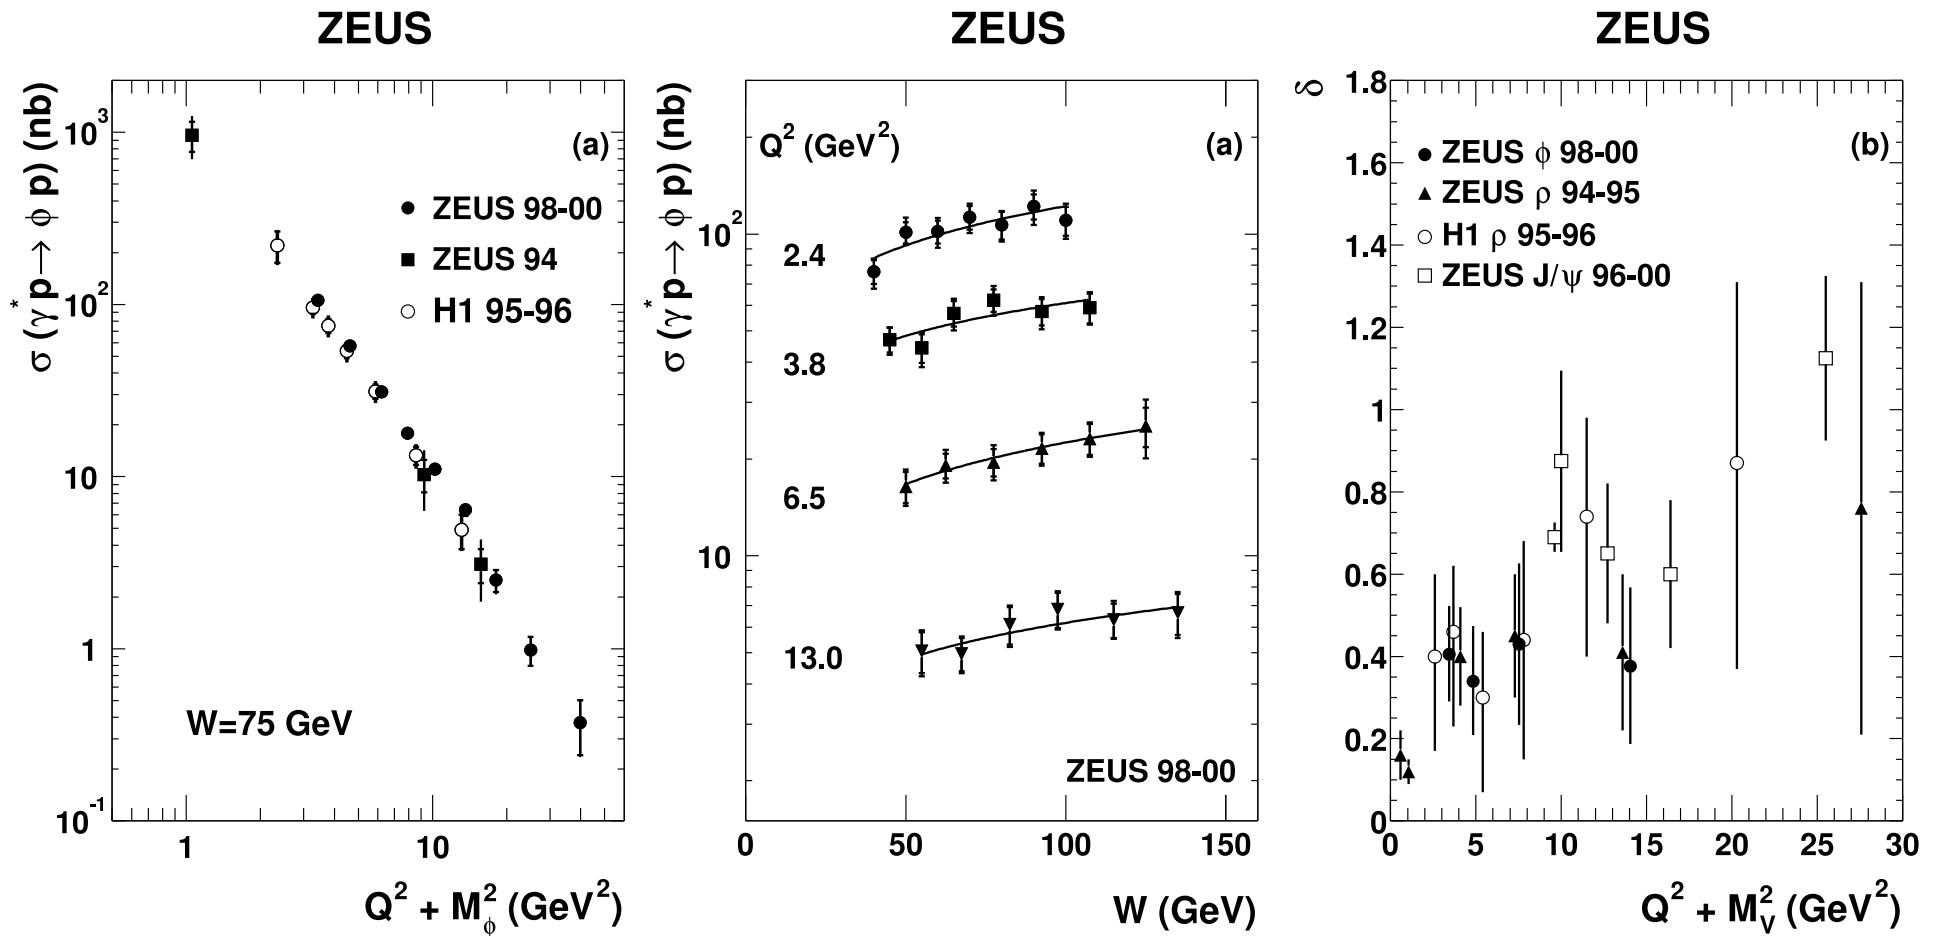 ZEUS
σ (γ* p → ϕ p) (nb)
10³
10²
10
1
10⁻¹
(a)
ZEUS 98-00
ZEUS 94
H1 95-96
W=75 GeV
1 10
Q² + M²ϕ (GeV²)
ZEUS
σ (γ* p → ϕ p) (nb)
10²
10
Q² (GeV²) (a)
2.4
3.8
6.5
13.0
ZEUS 98-00
0 50 100 150
W (GeV)
ZEUS
δ
1.8
1.6
1.4
1.2
1
0.8
0.6
0.4
0.2
0
(b)
ZEUS ϕ 98-00
ZEUS ρ 94-95
H1 ρ 95-96
ZEUS J/ψ 96-00
0 5 10 15 20 25 30
Q² + M²V (GeV²)